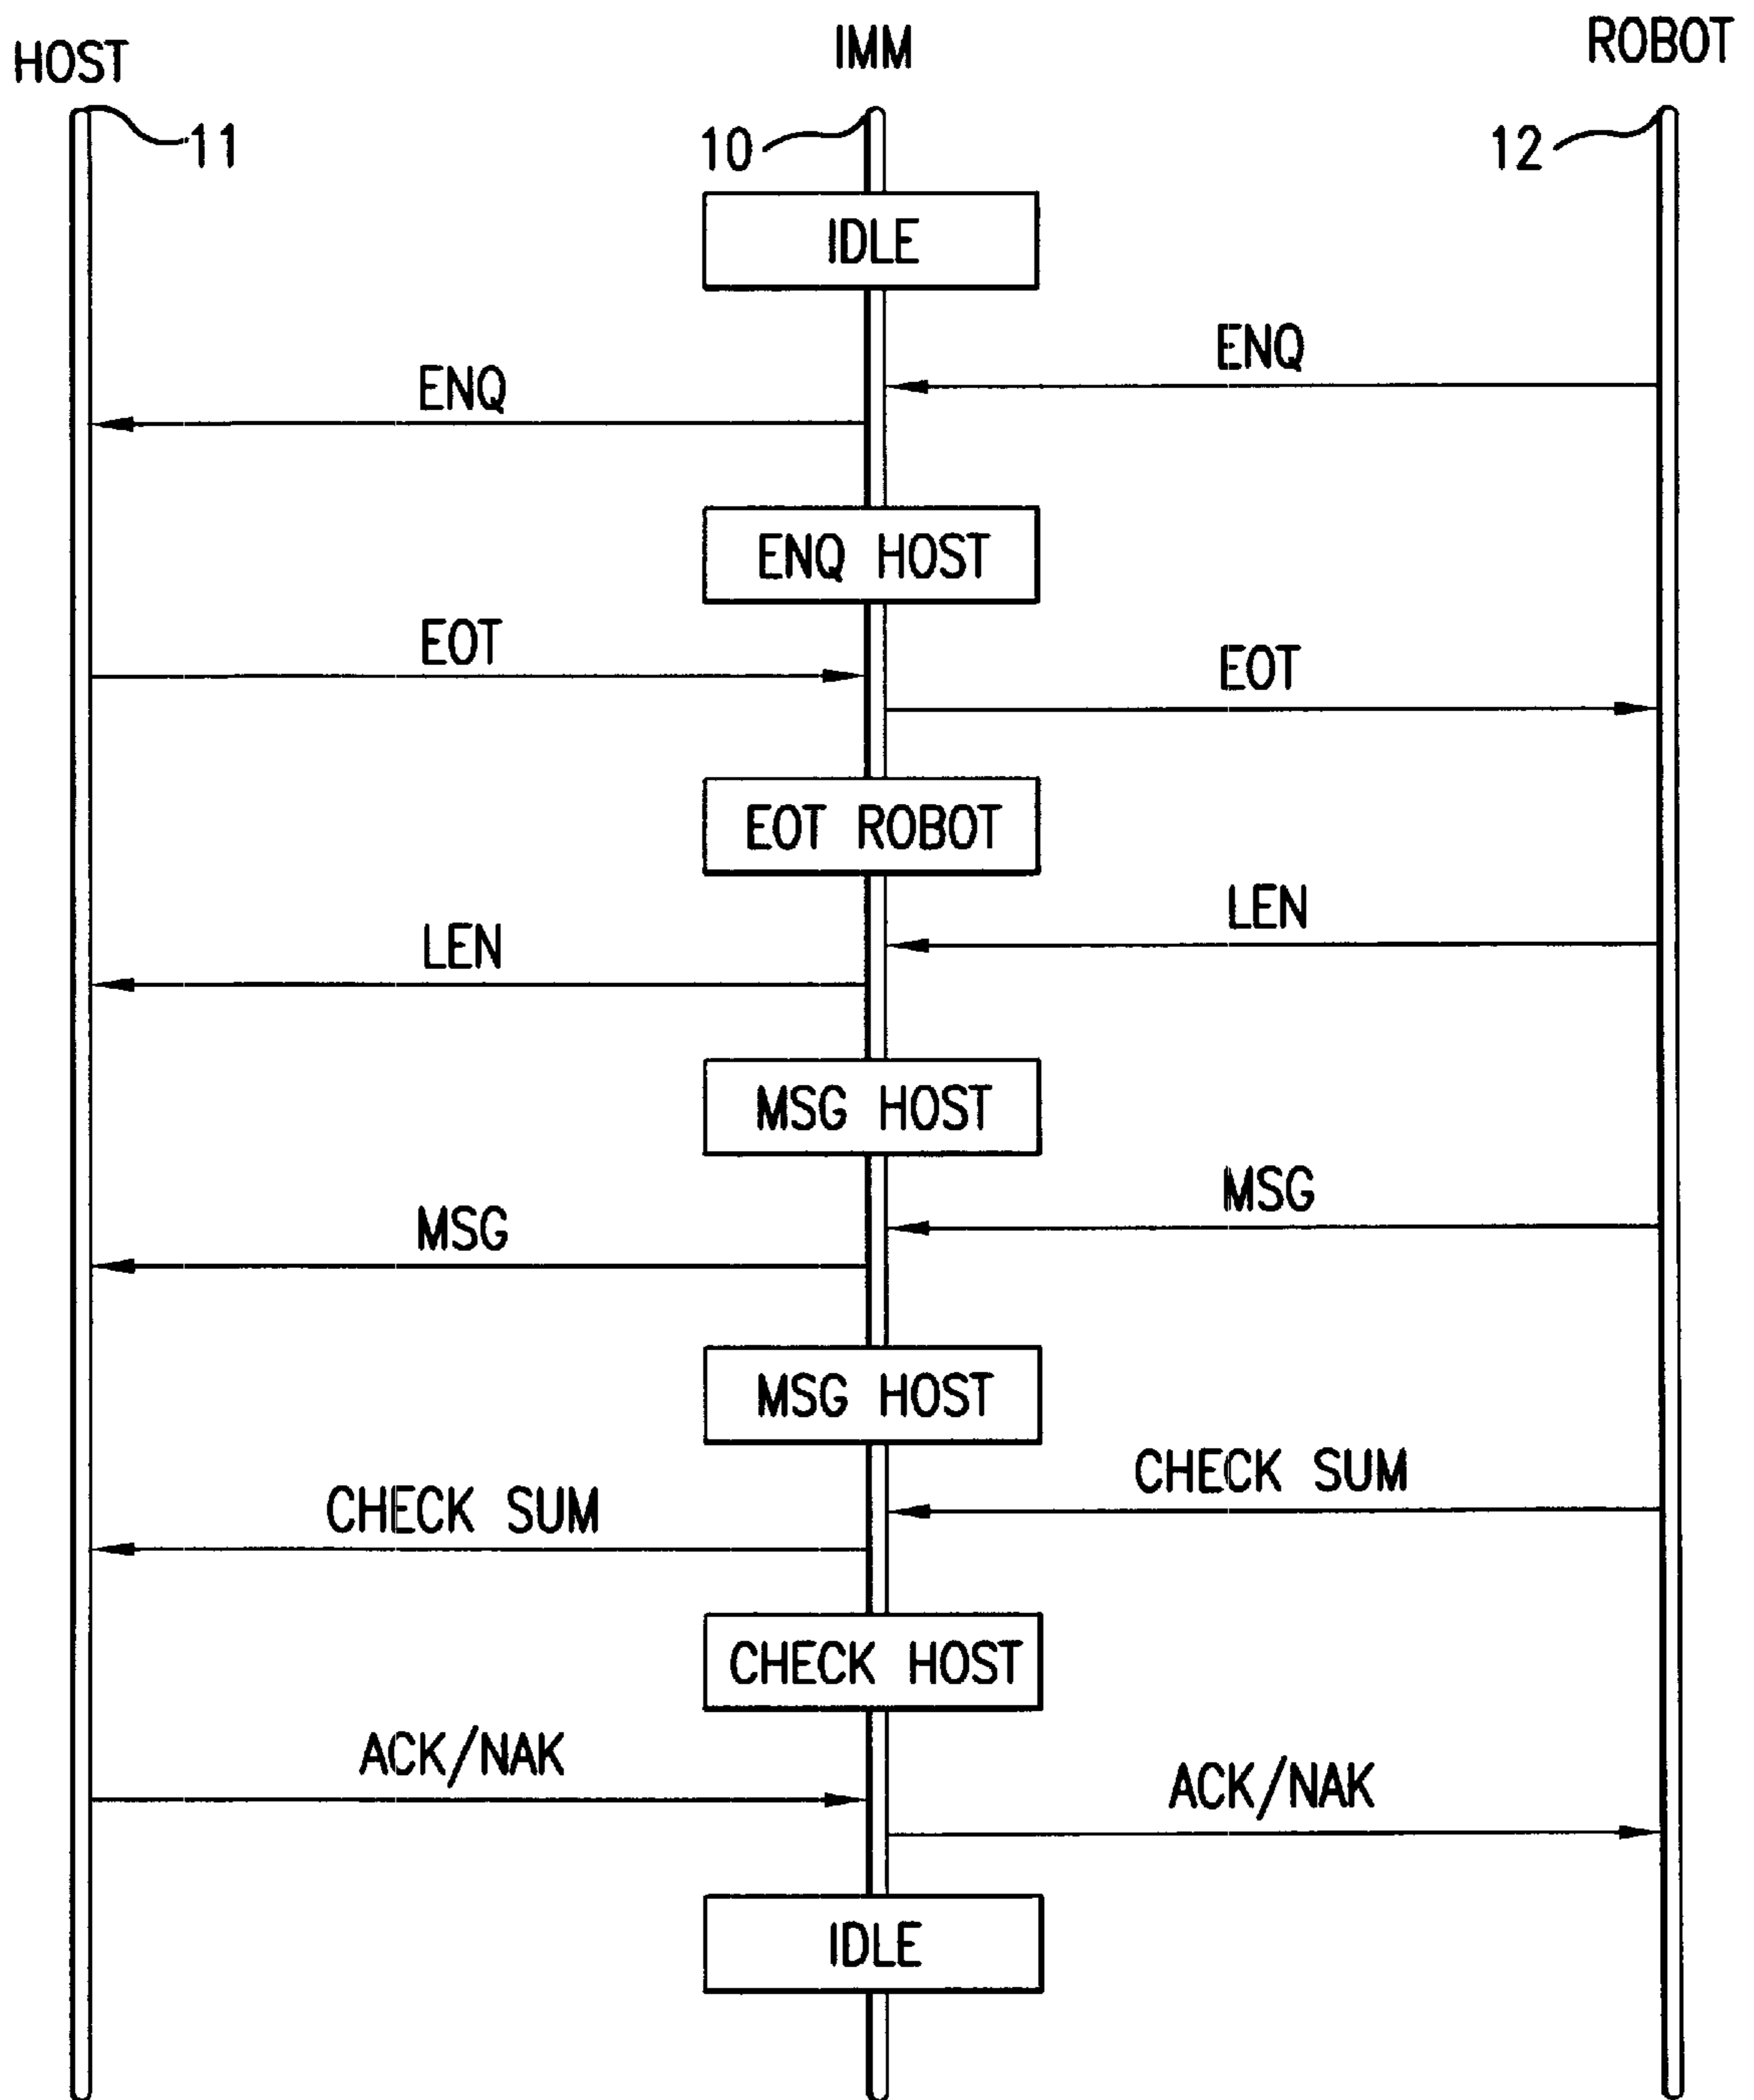 HOST
IMM
ROBOT
11
10
12
IDLE
ENQ
ENQ
ENQ HOST
EOT
EOT
EOT ROBOT
LEN
LEN
MSG HOST
MSG
MSG
MSG HOST
CHECK SUM
CHECK SUM
CHECK HOST
ACK/NAK
ACK/NAK
IDLE